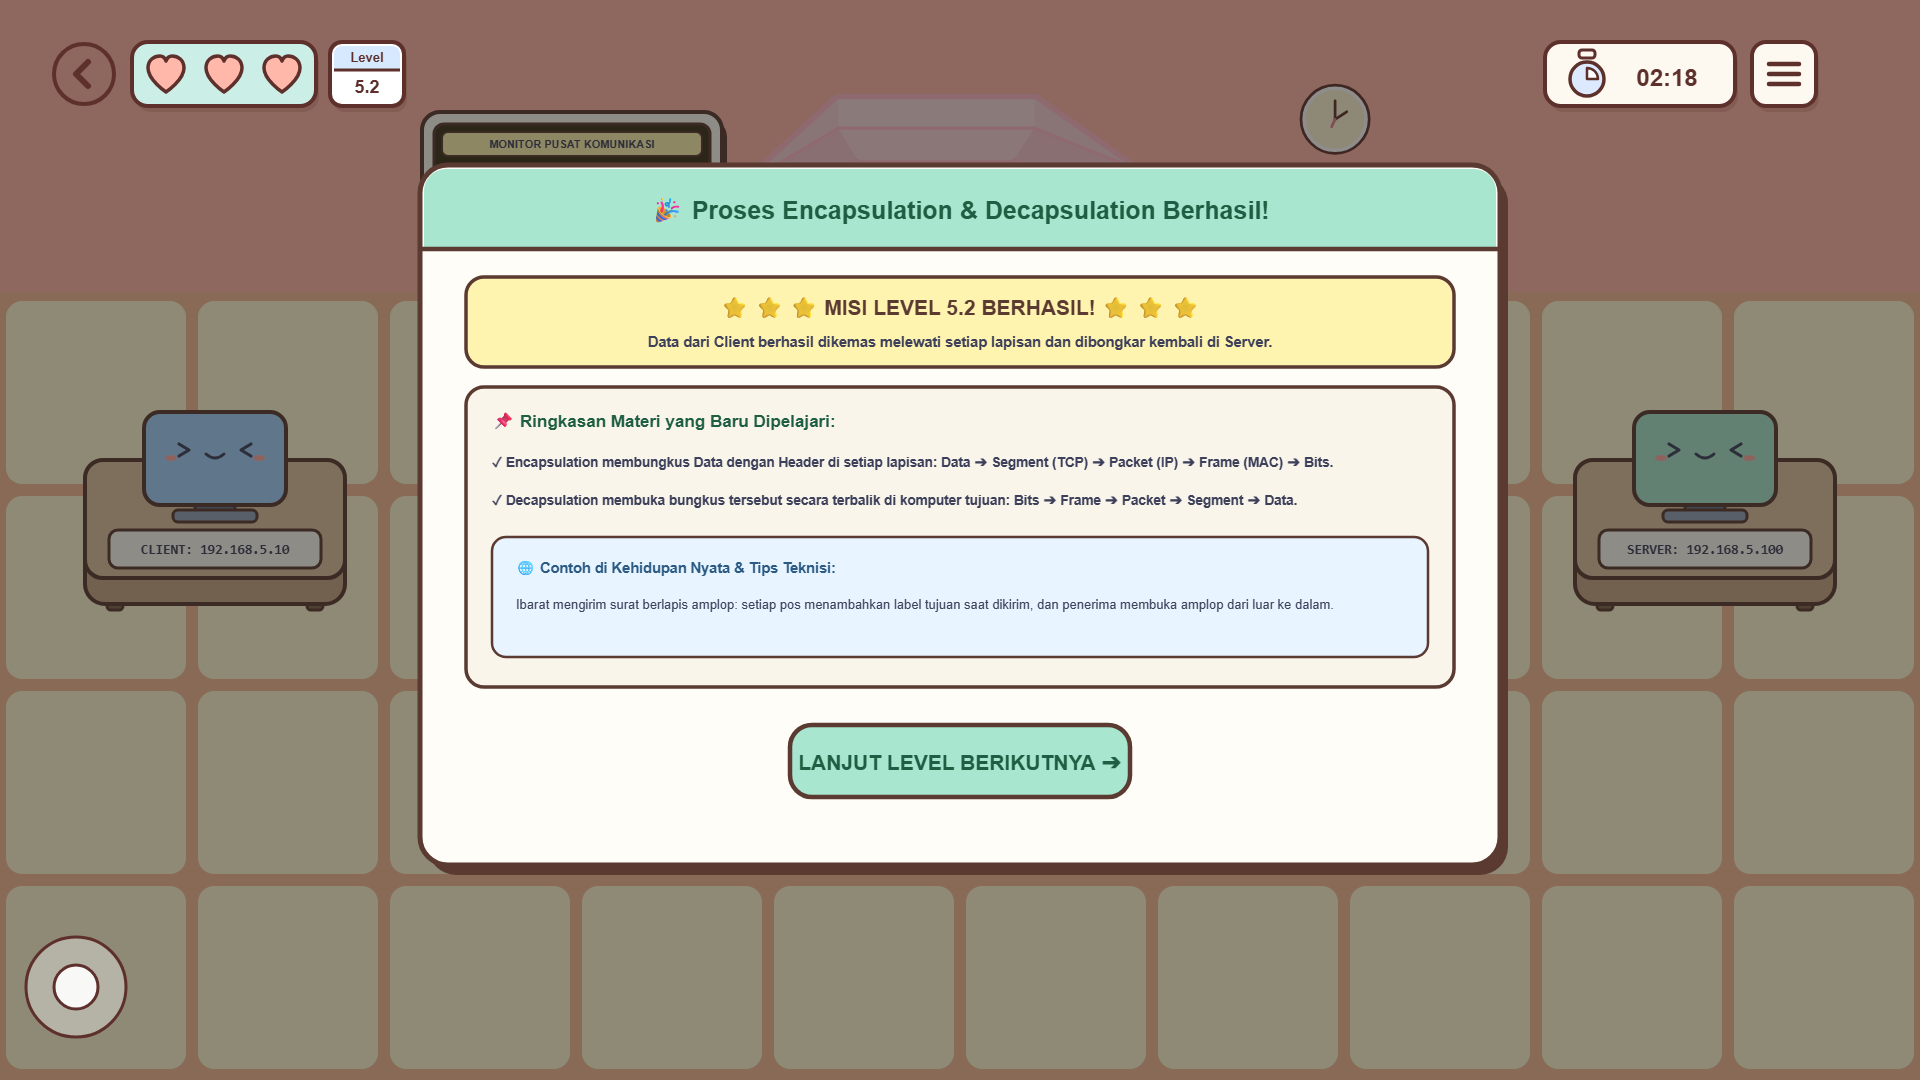 Level
5.2
02:18
MONITOR PUSAT KOMUNIKASI
🎉 Proses Encapsulation & Decapsulation Berhasil!
⭐ ⭐ ⭐ MISI LEVEL 5.2 BERHASIL! ⭐ ⭐ ⭐
Data dari Client berhasil dikemas melewati setiap lapisan dan dibongkar kembali di Server.
📌 Ringkasan Materi yang Baru Dipelajari:
✓ Encapsulation membungkus Data dengan Header di setiap lapisan: Data ➔ Segment (TCP) ➔ Packet (IP) ➔ Frame (MAC) ➔ Bits.
✓ Decapsulation membuka bungkus tersebut secara terbalik di komputer tujuan: Bits ➔ Frame ➔ Packet ➔ Segment ➔ Data.
🌐 Contoh di Kehidupan Nyata & Tips Teknisi:
Ibarat mengirim surat berlapis amplop: setiap pos menambahkan label tujuan saat dikirim, dan penerima membuka amplop dari luar ke dalam.
CLIENT: 192.168.5.10
SERVER: 192.168.5.100
LANJUT LEVEL BERIKUTNYA ➔